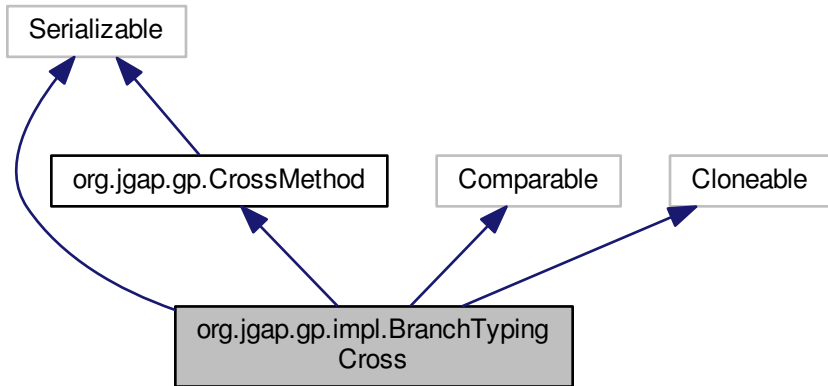 Serializable
org.jgap.gp.CrossMethod
Comparable
Cloneable
org.jgap.gp.impl.BranchTyping
Cross